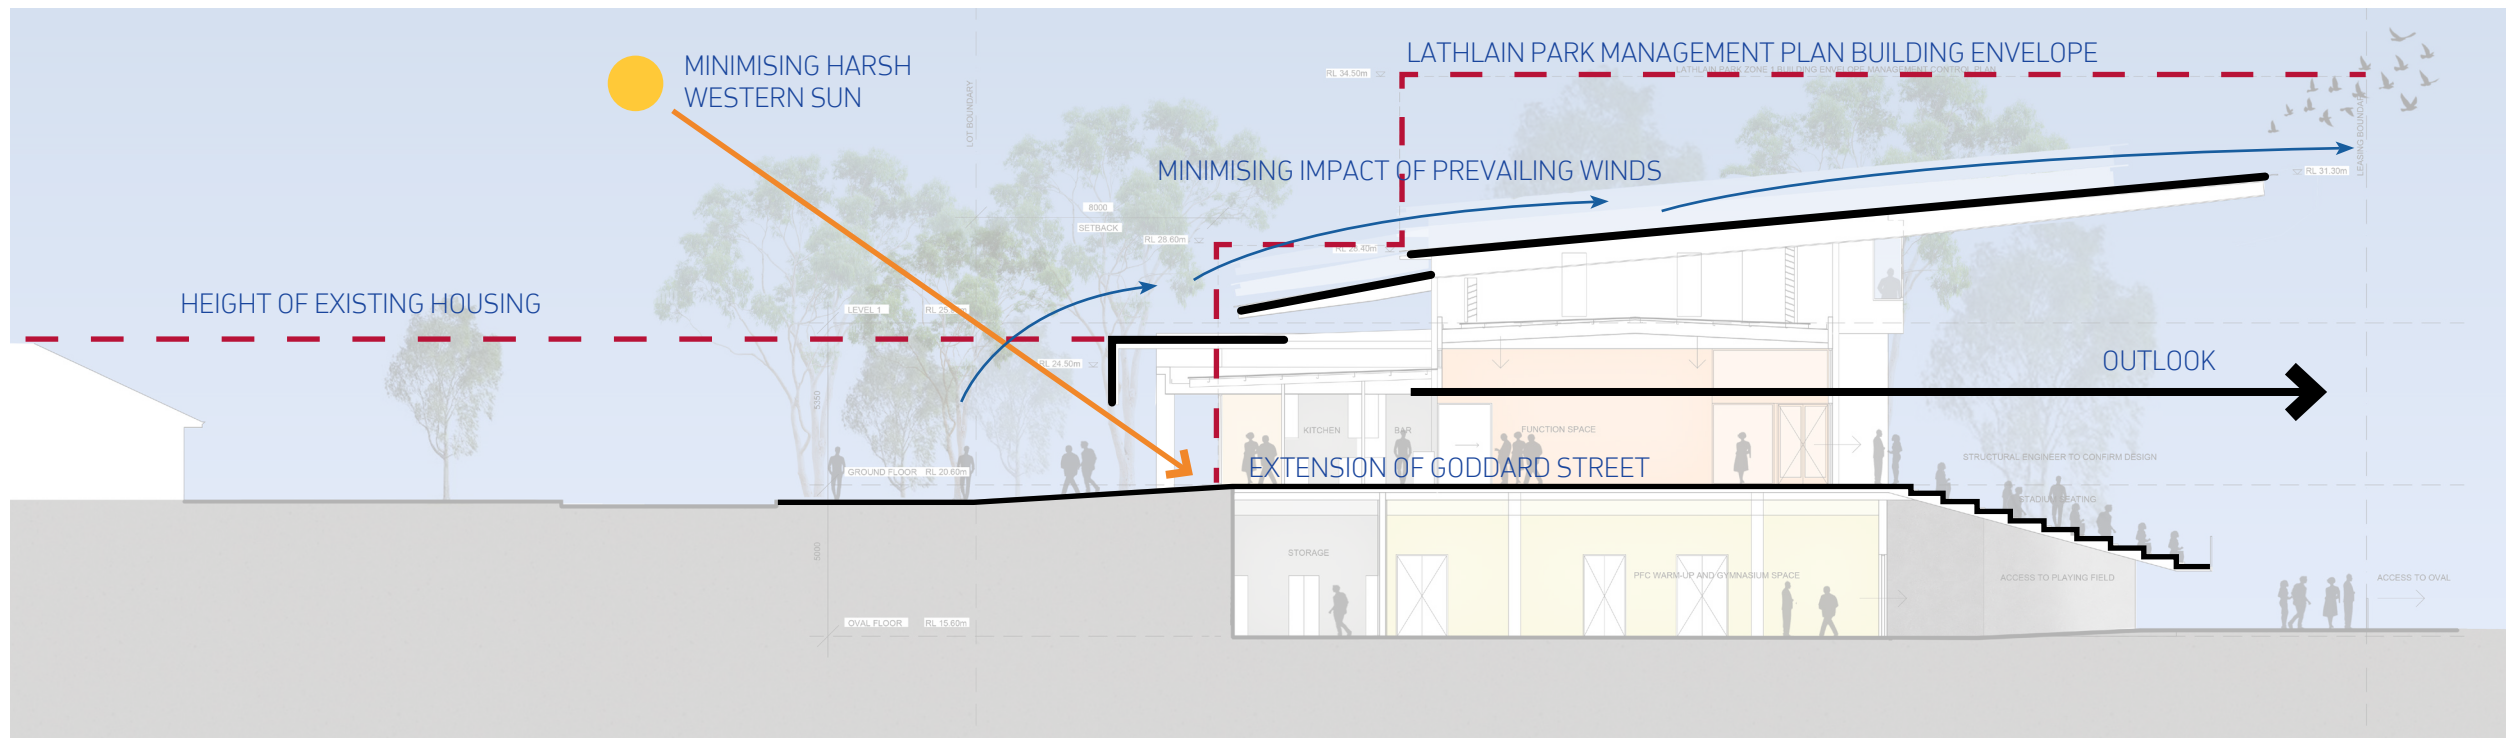 LATHLAIN PARK MANAGEMENT PLAN BUILDING ENVELOPE
MINIMISING HARSH
WESTERN SUN
RL 34.50m
LATHLAIN PARK ZONE 1 BUILDING ENVELOPE MANAGEMENT CONTROL PLAN
LOT BOUNDARY
LEASING BOUNDARY
MINIMISING IMPACT OF PREVAILING WINDS
RL 31.30m
8000
SETBACK
RL 28.60m
HEIGHT OF EXISTING HOUSING
LEVEL 1
RL 24.50m
OUTLOOK
5350
KITCHEN
BAR
FUNCTION SPACE
EXTENSION OF GODDARD STREET
STRUCTURAL ENGINEER TO CONFIRM DESIGN
GROUND FLOOR RL 20.60m
STADIUM SEATING
5000
STORAGE
PFC WARM-UP AND GYMNASIUM SPACE
ACCESS TO PLAYING FIELD
ACCESS TO OVAL
OVAL FLOOR RL 15.60m